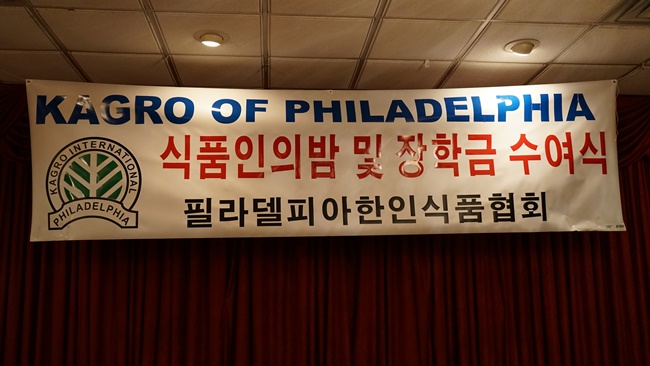 KAGRO OF PHILADELPHIA
식품인의밤 및 장학금 수여식
필라델피아한인식품협회
KAGRO INTERNATIONAL
PHILADELPHIA